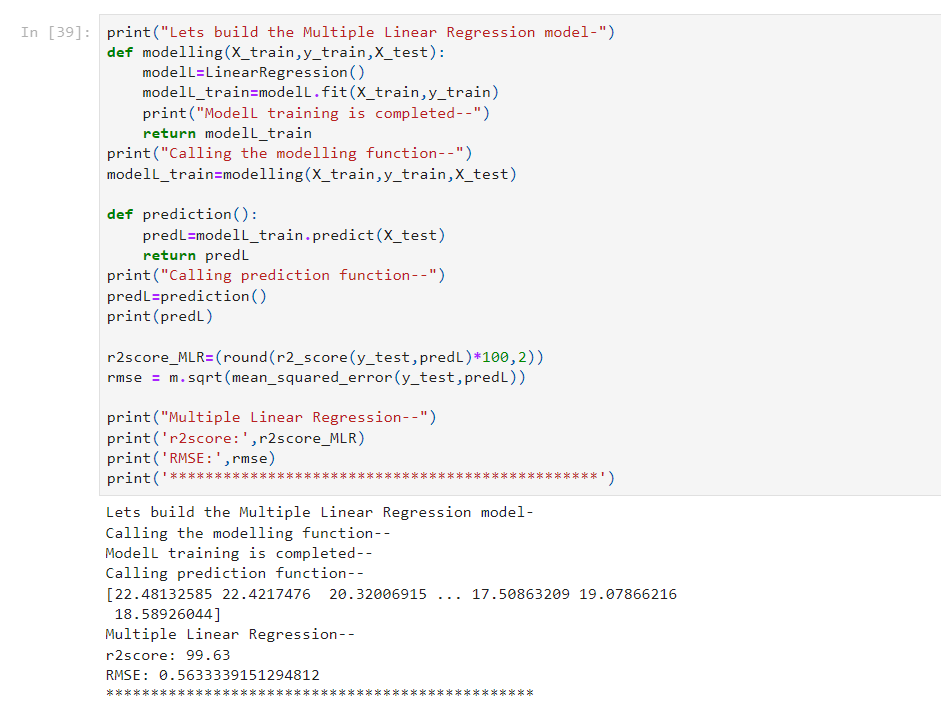 In [39]:
print("Lets build the Multiple Linear Regression model-")
def modelling(X_train,y_train,X_test):
    modelL=LinearRegression()
    modelL_train=modelL.fit(X_train,y_train)
    print("ModelL training is completed--")
    return modelL_train
print("Calling the modelling function--")
modelL_train=modelling(X_train,y_train,X_test)

def prediction():
    predL=modelL_train.predict(X_test)
    return predL
print("Calling prediction function--")
predL=prediction()
print(predL)

r2score_MLR=(round(r2_score(y_test,predL)*100,2))
rmse = m.sqrt(mean_squared_error(y_test,predL))

print("Multiple Linear Regression--")
print('r2score:',r2score_MLR)
print('RMSE:',rmse)
print('************************************************')
Lets build the Multiple Linear Regression model-
Calling the modelling function--
ModelL training is completed--
Calling prediction function--
[22.48132585 22.4217476  20.32006915 ... 17.50863209 19.07866216
 18.58926044]
Multiple Linear Regression--
r2score: 99.63
RMSE: 0.5633339151294812
************************************************